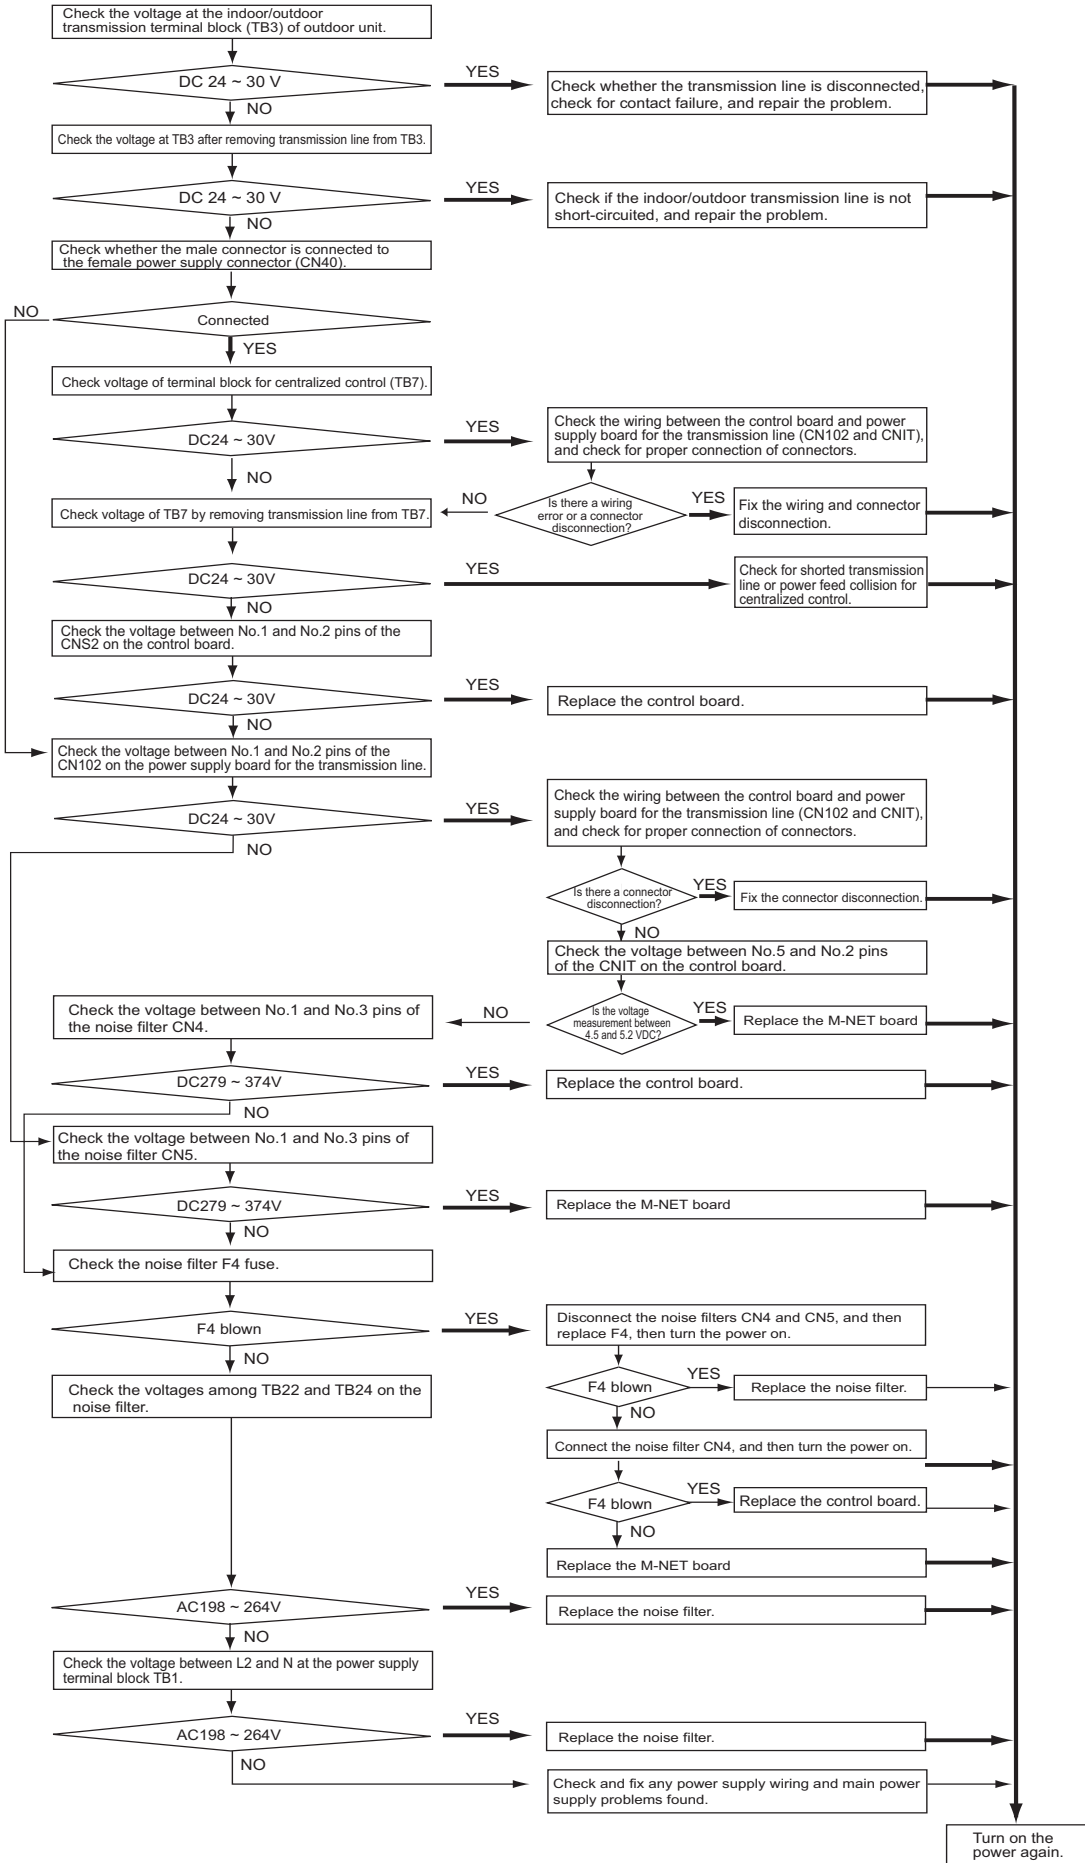 Check the voltage at the indoor/outdoor
transmission terminal block (TB3) of outdoor unit.
DC 24 ~ 30 V
YES
Check whether the transmission line is disconnected,
check for contact failure, and repair the problem.
NO
Check the voltage at TB3 after removing transmission line from TB3.
DC 24 ~ 30 V
YES
Check if the indoor/outdoor transmission line is not
short-circuited, and repair the problem.
NO
Check whether the male connector is connected to
the female power supply connector (CN40).
NO
Connected
YES
Check voltage of terminal block for centralized control (TB7).
DC24 ~ 30V
YES
Check the wiring between the control board and power
supply board for the transmission line (CN102 and CNIT),
and check for proper connection of connectors.
NO
Check voltage of TB7 by removing transmission line from TB7.
NO
Is there a wiring
error or a connector
disconnection?
YES
Fix the wiring and connector
disconnection.
DC24 ~ 30V
YES
Check for shorted transmission
line or power feed collision for
centralized control.
NO
Check the voltage between No.1 and No.2 pins of the
CNS2 on the control board.
DC24 ~ 30V
YES
Replace the control board.
NO
Check the voltage between No.1 and No.2 pins of the
CN102 on the power supply board for the transmission line.
DC24 ~ 30V
YES
Check the wiring between the control board and power
supply board for the transmission line (CN102 and CNIT),
and check for proper connection of connectors.
NO
Is there a connector
disconnection?
YES
Fix the connector disconnection.
NO
Check the voltage between No.5 and No.2 pins
of the CNIT on the control board.
Check the voltage between No.1 and No.3 pins of
the noise filter CN4.
NO
Is the voltage
measurement between
4.5 and 5.2 VDC?
YES
Replace the M-NET board
DC279 ~ 374V
YES
Replace the control board.
NO
Check the voltage between No.1 and No.3 pins of
the noise filter CN5.
DC279 ~ 374V
YES
Replace the M-NET board
NO
Check the noise filter F4 fuse.
F4 blown
YES
Disconnect the noise filters CN4 and CN5, and then
replace F4, then turn the power on.
NO
Check the voltages among TB22 and TB24 on the
noise filter.
F4 blown
YES
Replace the noise filter.
NO
Connect the noise filter CN4, and then turn the power on.
F4 blown
YES
Replace the control board.
NO
Replace the M-NET board
AC198 ~ 264V
YES
Replace the noise filter.
NO
Check the voltage between L2 and N at the power supply
terminal block TB1.
AC198 ~ 264V
YES
Replace the noise filter.
NO
Check and fix any power supply wiring and main power
supply problems found.
Turn on the
power again.